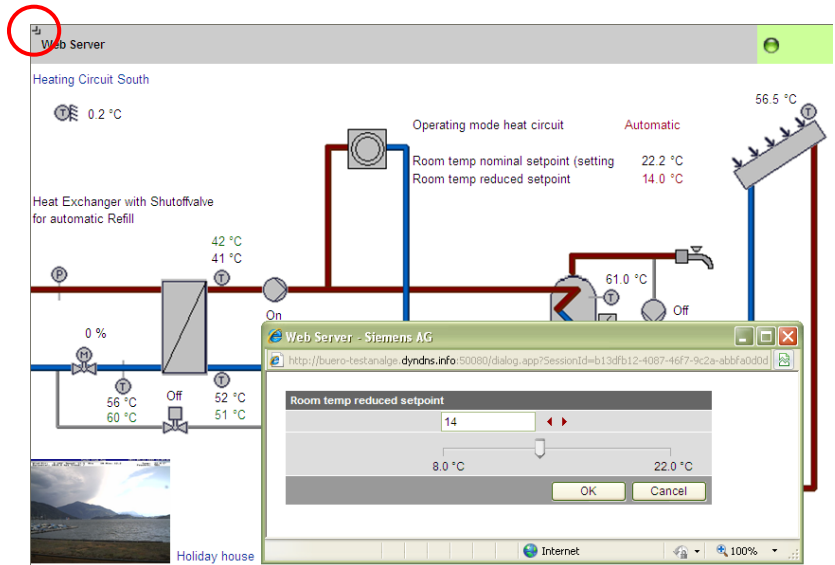 Web Server
Heating Circuit South
T
0.2 °C
56.5 °C
T
Operating mode heat circuit Automatic
Room temp nominal setpoint (setting 22.2 °C
Room temp reduced setpoint 14.0 °C
Heat Exchanger with Shutoffvalve
for automatic Refill
42 °C
41 °C
P
T
61.0 °C
T
On
Off
0 %
M
T
T
56 °C
60 °C
Off
52 °C
51 °C
Holiday house
Web Server - Siemens AG
http://buero-testanalge.dyndns.info:50080/dialog.app?SessionId=b13dfb12-4087-46f7-9c2a-abbfa0d0d
Room temp reduced setpoint
14
8.0 °C 22.0 °C
OK Cancel
Internet 100%